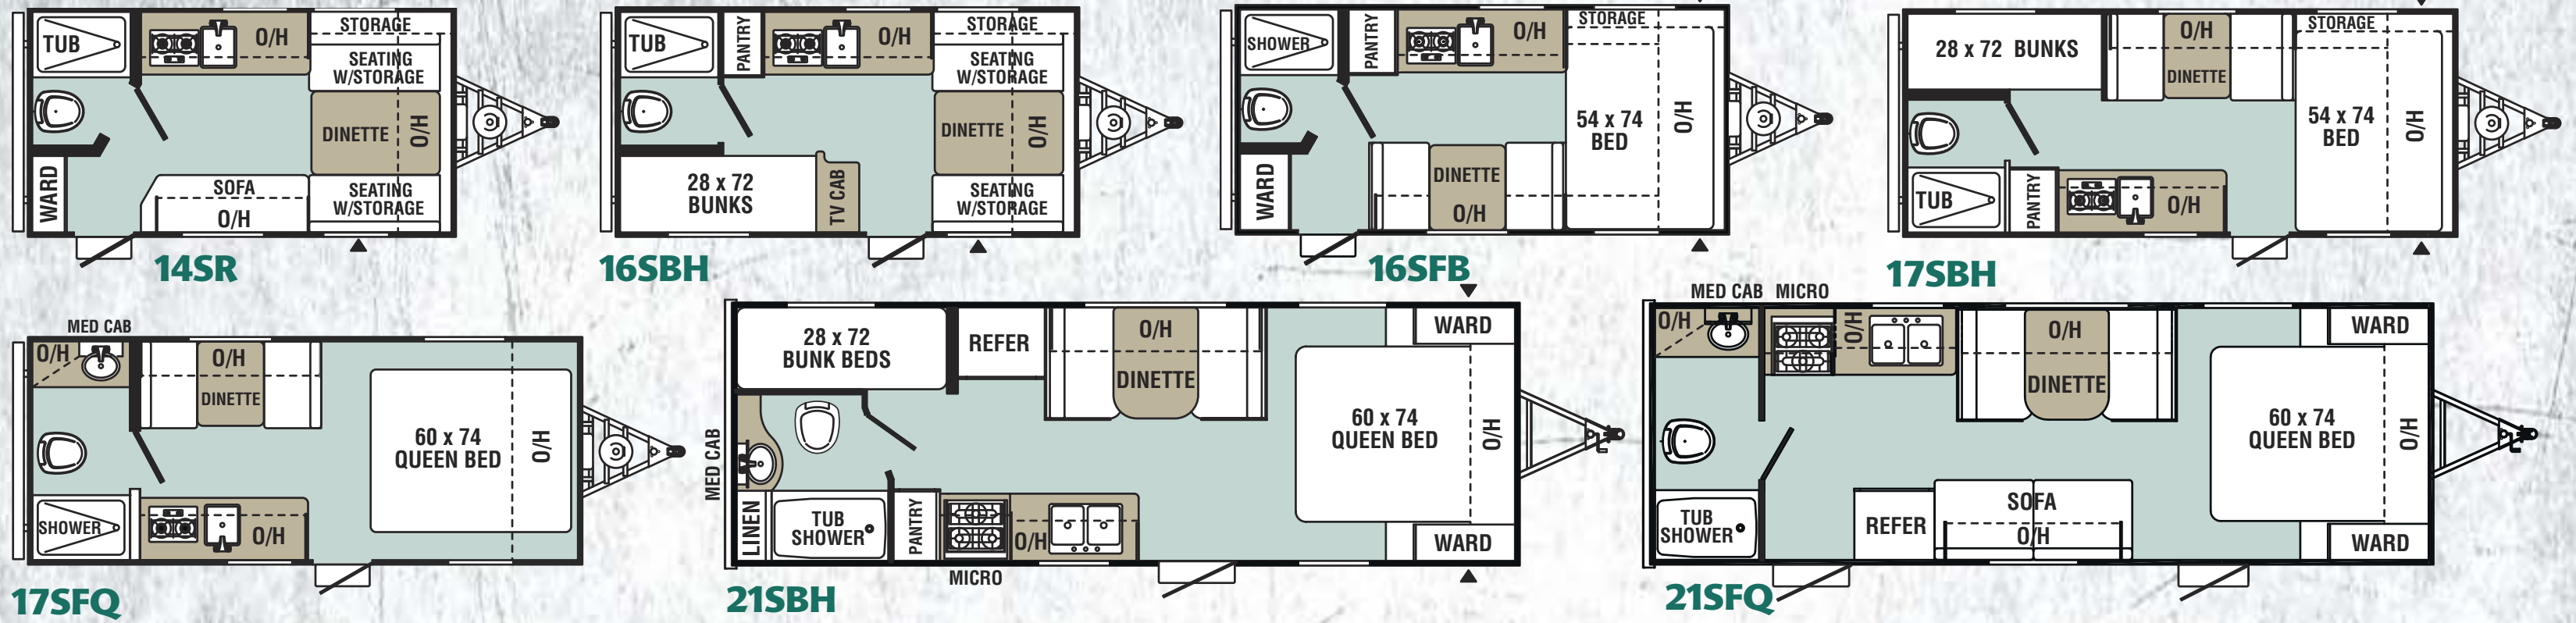 TUB
O/H
STORAGE
SEATING
W/STORAGE
DINETTE
O/H
WARD
SOFA
O/H
SEATING
W/STORAGE
14SR
TUB
PANTRY
O/H
STORAGE
SEATING
W/STORAGE
DINETTE
O/H
28 x 72
BUNKS
TV CAB
SEATING
W/STORAGE
16SBH
SHOWER
PANTRY
O/H
STORAGE
54 x 74
BED
O/H
WARD
DINETTE
O/H
16SFB
28 x 72 BUNKS
O/H
DINETTE
STORAGE
54 x 74
BED
O/H
TUB
PANTRY
O/H
17SBH
MED CAB
O/H
O/H
DINETTE
60 x 74
QUEEN BED
O/H
SHOWER
O/H
17SFQ
28 x 72
BUNK BEDS
REFER
O/H
DINETTE
WARD
60 x 74
QUEEN BED
O/H
MED CAB
LINEN
TUB
SHOWER
PANTRY
O/H
WARD
MICRO
21SBH
MED CAB MICRO
O/H
O/H
O/H
DINETTE
WARD
60 x 74
QUEEN BED
O/H
TUB
SHOWER
REFER
SOFA
O/H
WARD
21SFQ